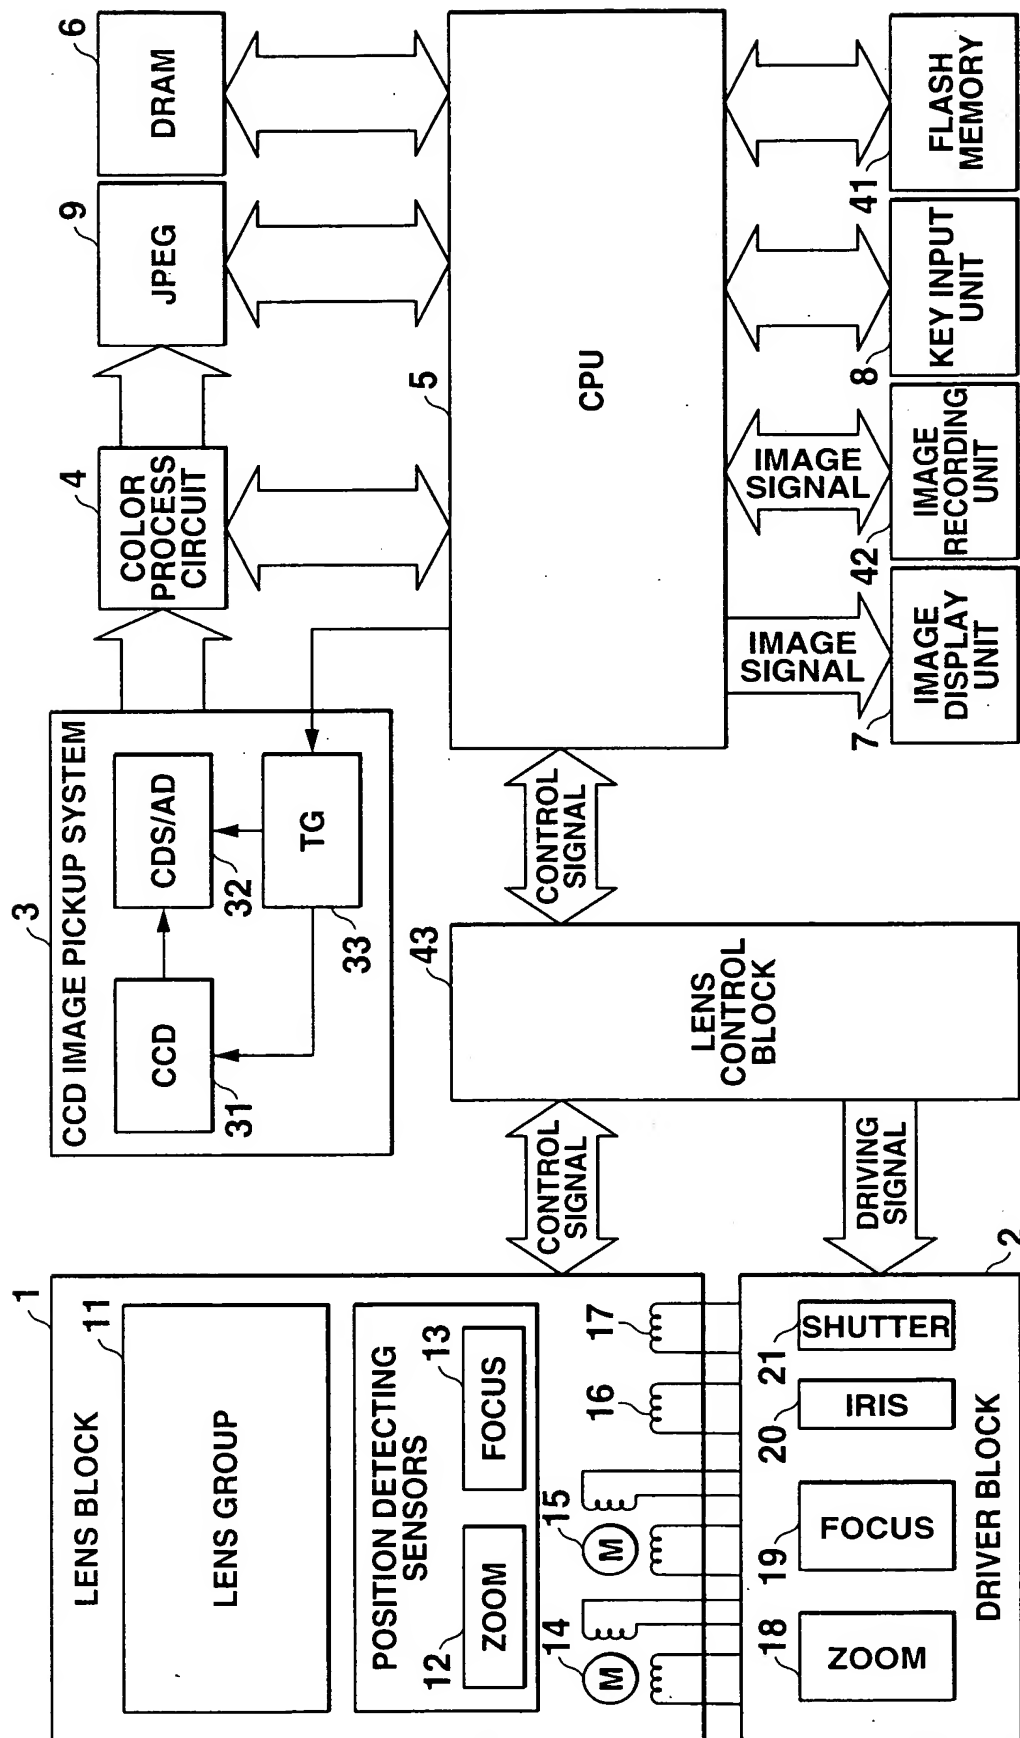 1
LENS BLOCK
11
LENS GROUP
POSITION DETECTING
SENSORS
12
ZOOM
13
FOCUS
14
M
15
M
16
17
18
ZOOM
19
FOCUS
20
IRIS
21
SHUTTER
DRIVER BLOCK
2
CONTROL
SIGNAL
DRIVING
SIGNAL
43
LENS
CONTROL
BLOCK
CONTROL
SIGNAL
3
CCD IMAGE PICKUP SYSTEM
CCD
31
CDS/AD
32
TG
33
4
COLOR
PROCESS
CIRCUIT
9
JPEG
6
DRAM
5
CPU
IMAGE
SIGNAL
IMAGE
SIGNAL
7
IMAGE
DISPLAY
UNIT
42
IMAGE
RECORDING
UNIT
8
KEY INPUT
UNIT
41
FLASH
MEMORY